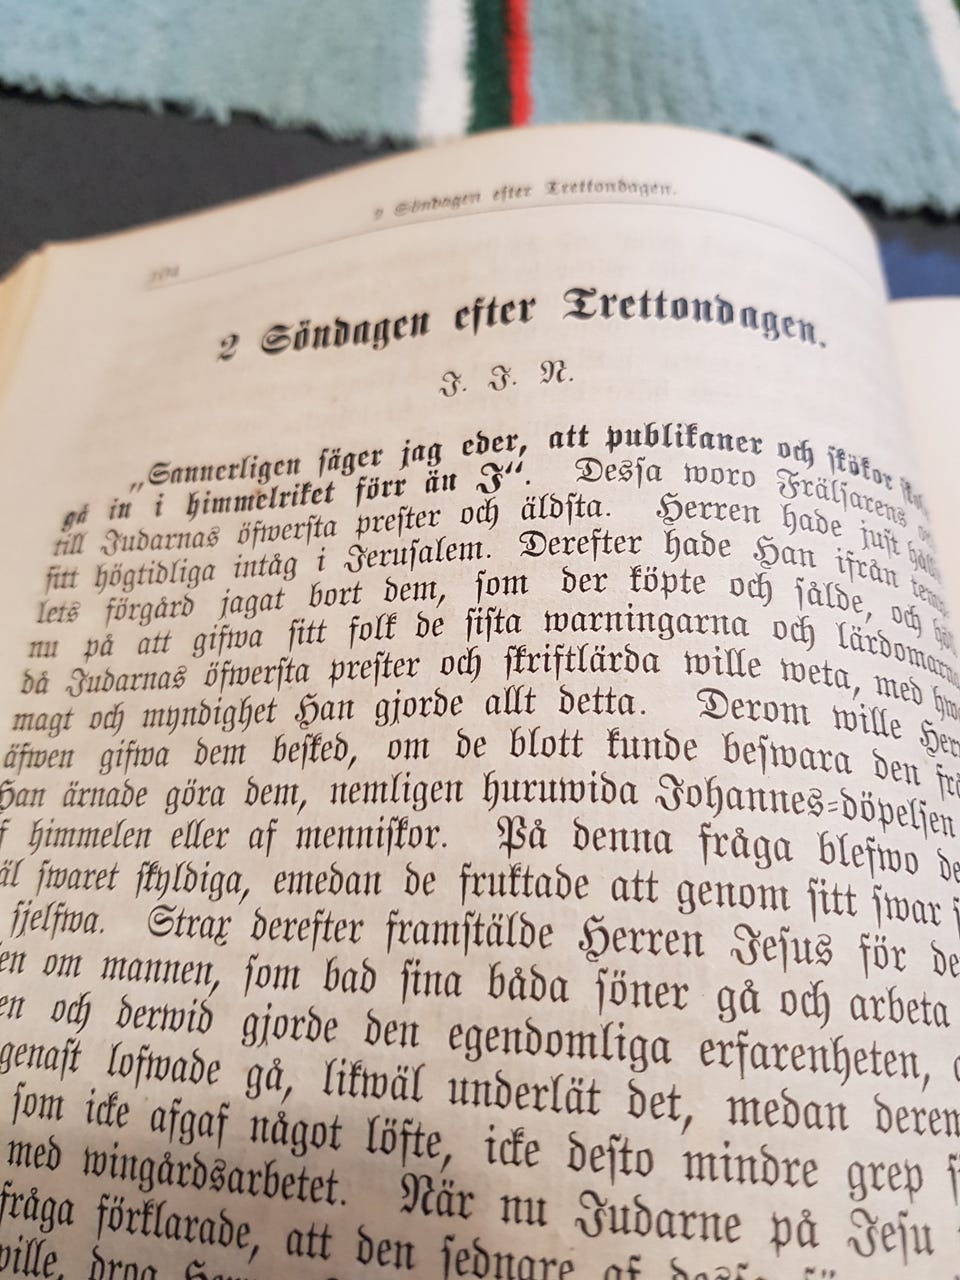 2 Söndagen efter Trettondagen.
2 Söndagen efter Trettondagen.
J. J. N.
„Sannerligen säger jag eder, att publikaner och skökor
gå in i himmelriket förr än J“. Dessa woro Frälsarens
till Judarnas öfwersta prester och äldsta. Herren hade just
sitt högtidliga intåg i Jerusalem. Derefter hade Han ifrån
lets förgård jagat bort dem, som der köpte och sålde, och
nu på att gifwa sitt folk de sista warningarna och lärdomarna
då Judarnas öfwersta prester och skriftlärda wille weta, med
magt och myndighet Han gjorde allt detta. Derom wille
äfwen gifwa dem besked, om de blott kunde beswara den
Han ärnade göra dem, nemligen huruwida Johannes-döpelsen
himmelen eller af menniskor. På denna fråga blefwo
swaret skyldiga, emedan de fruktade att genom sitt swar
sjelfwa. Strax derefter framstälde Herren Jesus för
om mannen, som bad sina båda söner gå och arbeta
och derwid gjorde den egendomliga erfarenheten,
genast lofwade gå, likwäl underlät det, medan
som icke afgaf något löfte, icke desto mindre grep
med wingårdsarbetet. När nu Judarne på Jesu
fråga förklarade, att den sednare af
drog